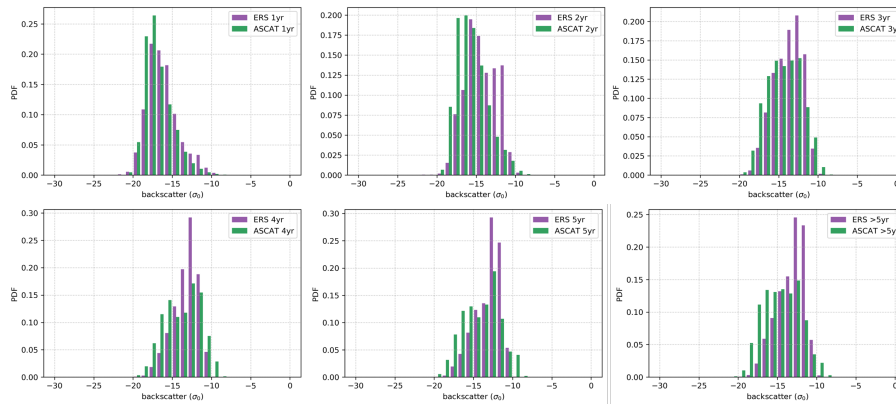 ERS 1yr
ASCAT 1yr
PDF
0.25
0.20
0.15
0.10
0.05
0.00
−30 −25 −20 −15 −10 −5 0
backscatter (σ0)
ERS 2yr
ASCAT 2yr
PDF
0.200
0.175
0.150
0.125
0.100
0.075
0.050
0.025
0.000
−30 −25 −20 −15 −10 −5 0
backscatter (σ0)
ERS 3yr
ASCAT 3y
PDF
0.200
0.175
0.150
0.125
0.100
0.075
0.050
0.025
0.000
−30 −25 −20 −15 −10 −5 0
backscatter (σ0)
ERS 4yr
ASCAT 4yr
PDF
0.30
0.25
0.20
0.15
0.10
0.05
0.00
−30 −25 −20 −15 −10 −5 0
backscatter (σ0)
ERS 5yr
ASCAT 5yr
PDF
0.30
0.25
0.20
0.15
0.10
0.05
0.00
−30 −25 −20 −15 −10 −5 0
backscatter (σ0)
ERS >5yr
ASCAT >5y
PDF
0.25
0.20
0.15
0.10
0.05
0.00
−30 −25 −20 −15 −10 −5 0
backscatter (σ0)